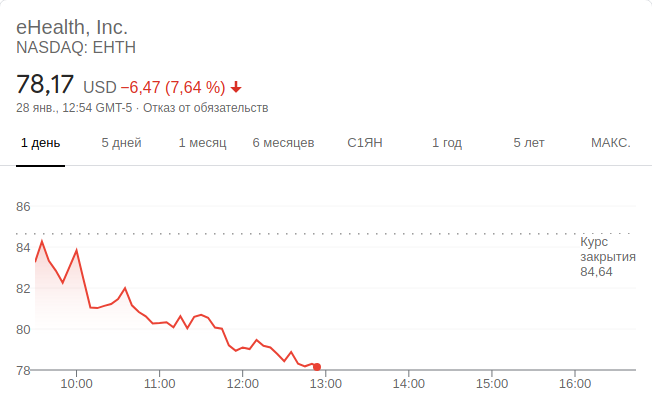 eHealth, Inc.
NASDAQ: EHTH
78,17 USD −6,47 (7,64 %)
28 янв., 12:54 GMT-5 · Отказ от обязательств
1 день 5 дней 1 месяц 6 месяцев С1ЯН 1 год 5 лет МАКС.
86
84
82
80
78
Курс
закрытия
84,64
10:00 11:00 12:00 13:00 14:00 15:00 16:00